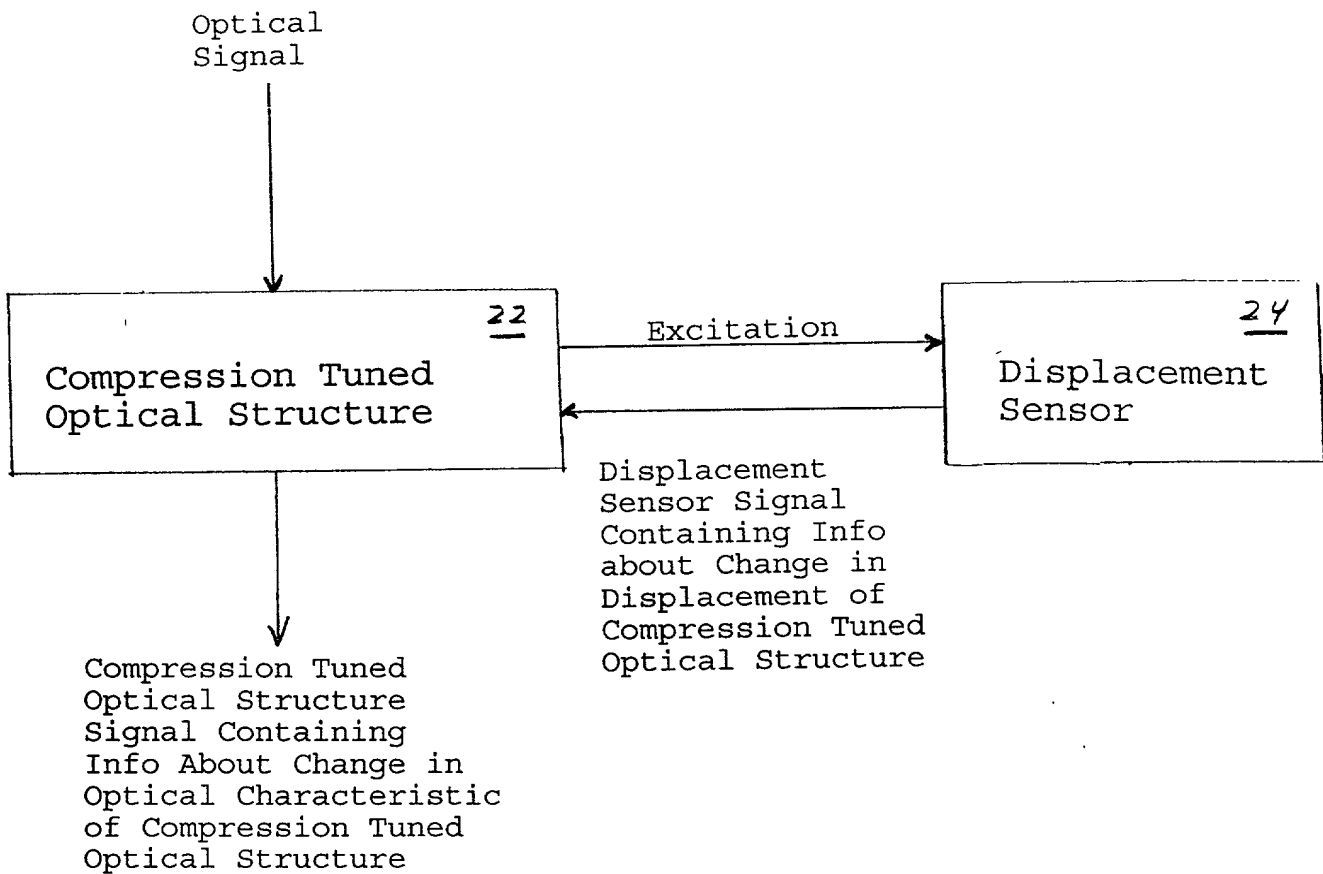 Optical
Signal
22
Compression Tuned
Optical Structure
Excitation
24
Displacement
Sensor
Displacement
Sensor Signal
Containing Info
about Change in
Displacement of
Compression Tuned
Optical Structure
Compression Tuned
Optical Structure
Signal Containing
Info About Change in
Optical Characteristic
of Compression Tuned
Optical Structure